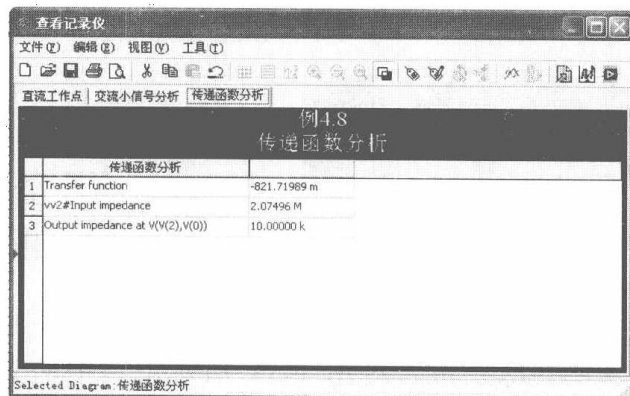 查看记录仪
文件(F) 编辑(E) 视图(V) 工具(T)
直流工作点 交流小信号分析 传递函数分析
例4.8
传递函数分析
传递函数分析
1 Transfer function -821.71989 m
2 vv2#Input impedance 2.07496 M
3 Output impedance at V(V(2),V(0)) 10.00000 k
Selected Diagram:传递函数分析